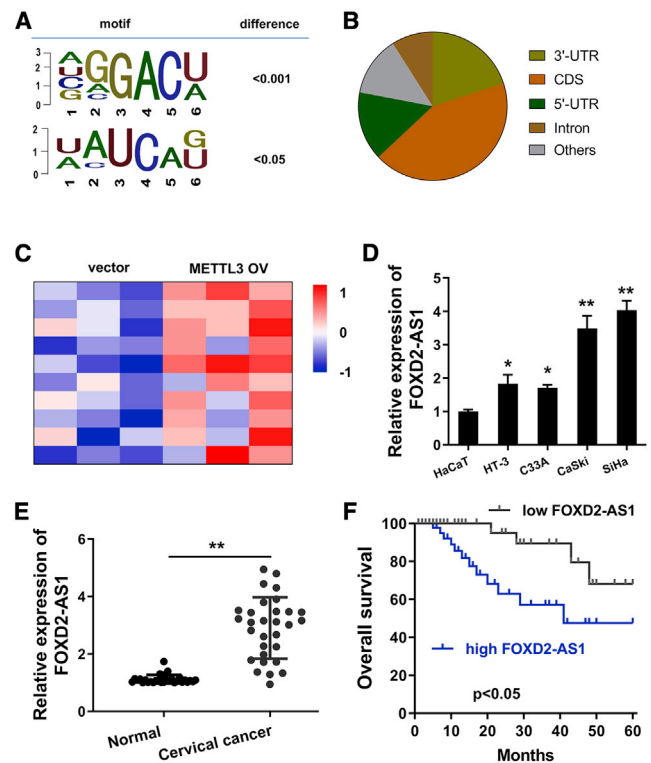 A
motif
difference
3
2
1
0
A
U
C
G
G
A
C
G
A
C
U
A
1 2 3 4 5 6
<0.001
2
1
0
U
A
A
C
U
C
A
G
U
1 2 3 4 5 6
<0.05
B
3'-UTR
CDS
5'-UTR
Intron
Others
C
vector METTL3 OV
1
0
-1
D
Relative expression of
FOXD2-AS1
5
4
3
2
1
0
* * ** **
HaCaT HT-3 C33A CaSki SiHa
E
Relative expression of
FOXD2-AS1
6
4
2
0
**
Normal Cervical cancer
F
Overall survival
100
80
60
40
20
0
low FOXD2-AS1
high FOXD2-AS1
p<0.05
0 10 20 30 40 50 60
Months